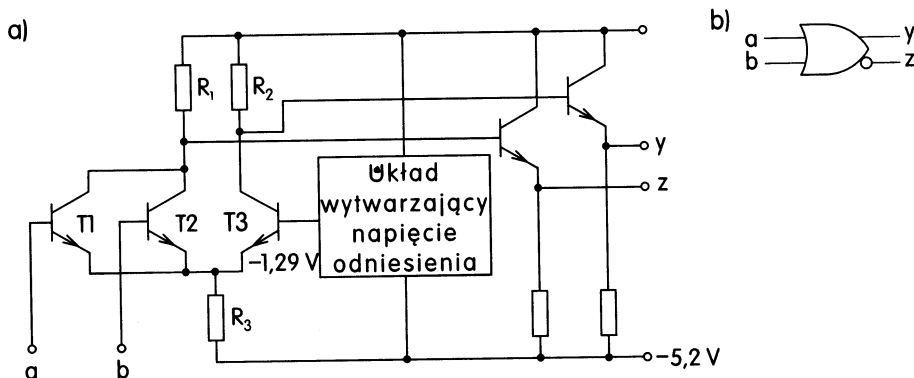 a)
R1
R2
T1
T2
T3
Układ
wytwarzający
napięcie
odniesienia
−1,29 V
R3
a
b
y
z
−5,2 V
b)
a
b
y
z